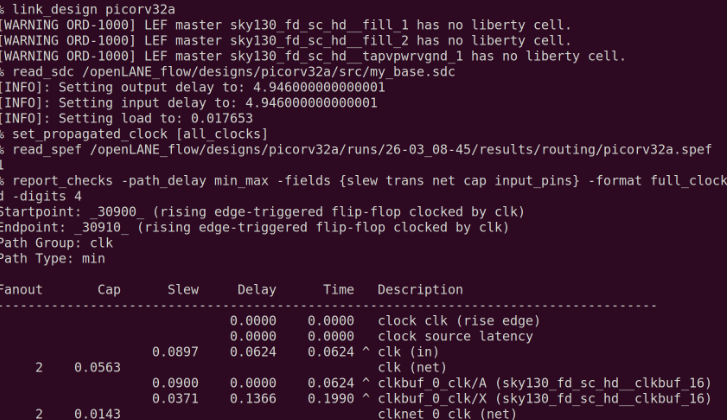 % link_design picorv32a
[WARNING ORD-1000] LEF master sky130_fd_sc_hd__fill_1 has no liberty cell.
[WARNING ORD-1000] LEF master sky130_fd_sc_hd__fill_2 has no liberty cell.
[WARNING ORD-1000] LEF master sky130_fd_sc_hd__tapvpwrvgnd_1 has no liberty cell.
% read_sdc /openLANE_flow/designs/picorv32a/src/my_base.sdc
[INFO]: Setting output delay to: 4.946000000000001
[INFO]: Setting input delay to: 4.946000000000001
[INFO]: Setting load to: 0.017653
% set_propagated_clock [all_clocks]
% read_spef /openLANE_flow/designs/picorv32a/runs/26-03_08-45/results/routing/picorv32a.spef
1
% report_checks -path_delay min_max -fields {slew trans net cap input_pins} -format full_clock
d -digits 4
Startpoint: _30900_ (rising edge-triggered flip-flop clocked by clk)
Endpoint: _30910_ (rising edge-triggered flip-flop clocked by clk)
Path Group: clk
Path Type: min
Fanout Cap Slew Delay Time Description
-----------------------------------------------------------------------------
0.0000 0.0000 clock clk (rise edge)
0.0000 0.0000 clock source latency
0.0897 0.0624 0.0624 ^ clk (in)
2 0.0563 clk (net)
0.0900 0.0000 0.0624 ^ clkbuf_0_clk/A (sky130_fd_sc_hd__clkbuf_16)
0.0371 0.1366 0.1990 ^ clkbuf_0_clk/X (sky130_fd_sc_hd__clkbuf_16)
2 0.0143 clknet_0_clk (net)